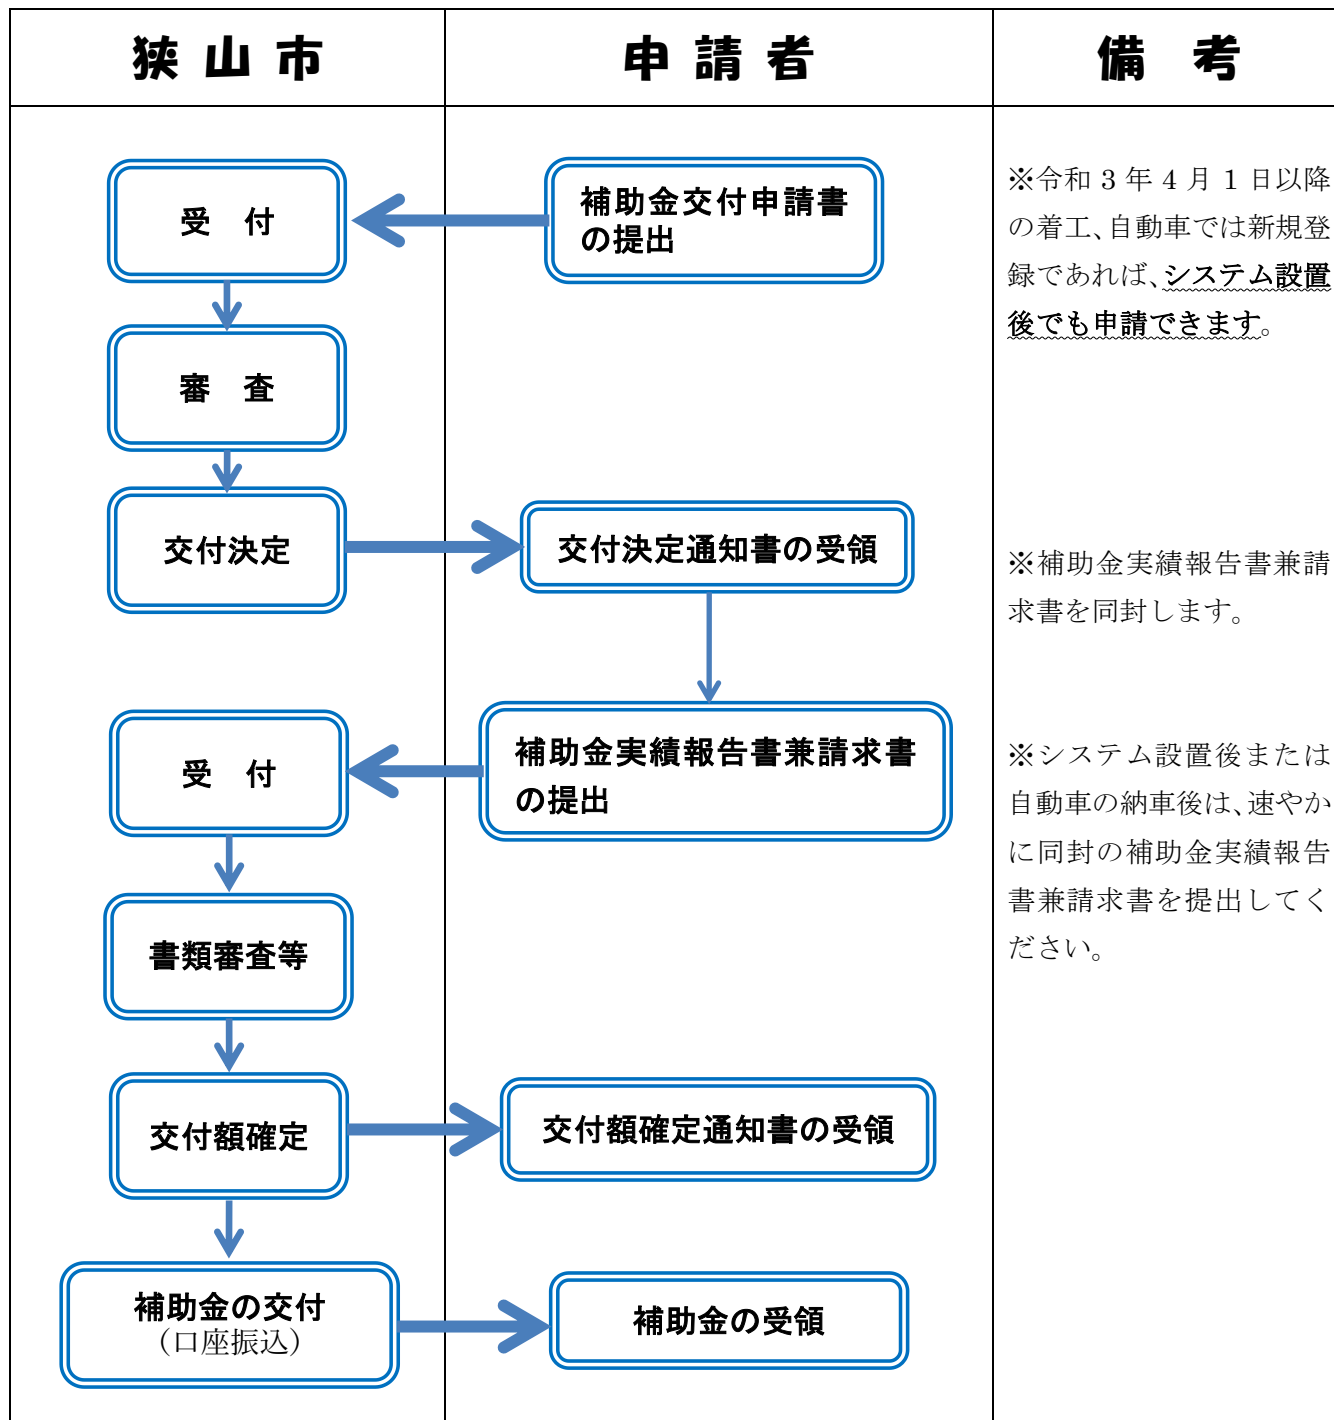 狭山市
申請者
備　考
受　付
補助金交付申請書
の提出
※令和 3 年 4 月 1 日以降
の着工、自動車では新規登
録であれば、システム設置
後でも申請できます。
審　査
交付決定
交付決定通知書の受領
※補助金実績報告書兼請
求書を同封します。
受　付
補助金実績報告書兼請求書
の提出
※システム設置後または
自動車の納車後は、速やか
に同封の補助金実績報告
書兼請求書を提出してく
ださい。
書類審査等
交付額確定
交付額確定通知書の受領
補助金の交付
（口座振込）
補助金の受領